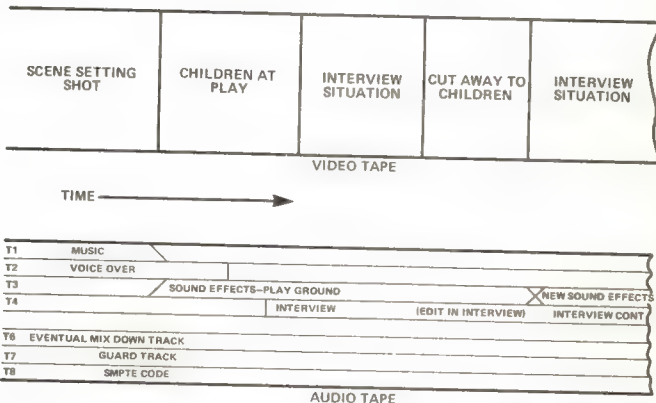 SCENE SETTING SHOT
CHILDREN AT PLAY
INTERVIEW SITUATION
CUT AWAY TO CHILDREN
INTERVIEW SITUATION
VIDEO TAPE
TIME
T1 MUSIC
T2 VOICE OVER
T3 SOUND EFFECTS–PLAY GROUND NEW SOUND EFFECTS
T4 INTERVIEW (EDIT IN INTERVIEW) INTERVIEW CONT
T6 EVENTUAL MIX DOWN TRACK
T7 GUARD TRACK
T8 SMPTE CODE
AUDIO TAPE